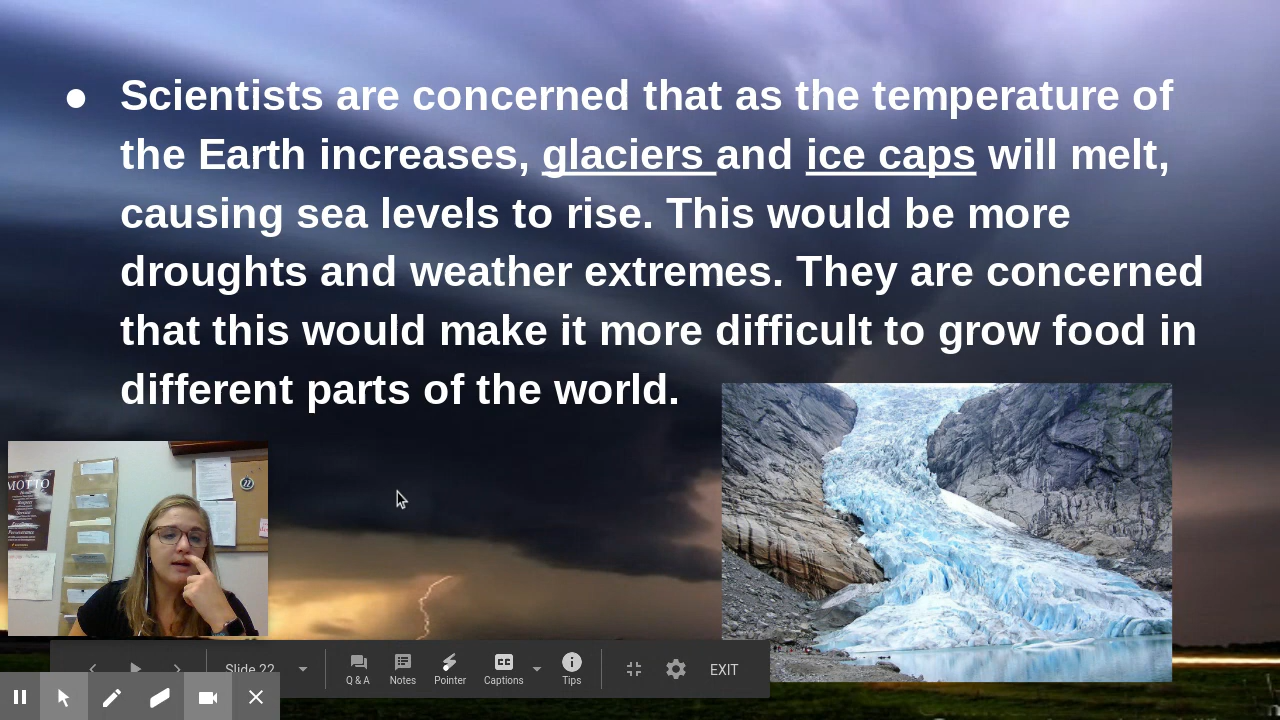 ● Scientists are concerned that as the temperature of
the Earth increases, glaciers and ice caps will melt,
causing sea levels to rise. This would be more
droughts and weather extremes. They are concerned
that this would make it more difficult to grow food in
different parts of the world.
MOTTO
Slide 22
Q & A
Notes
Pointer
Captions
Tips
EXIT